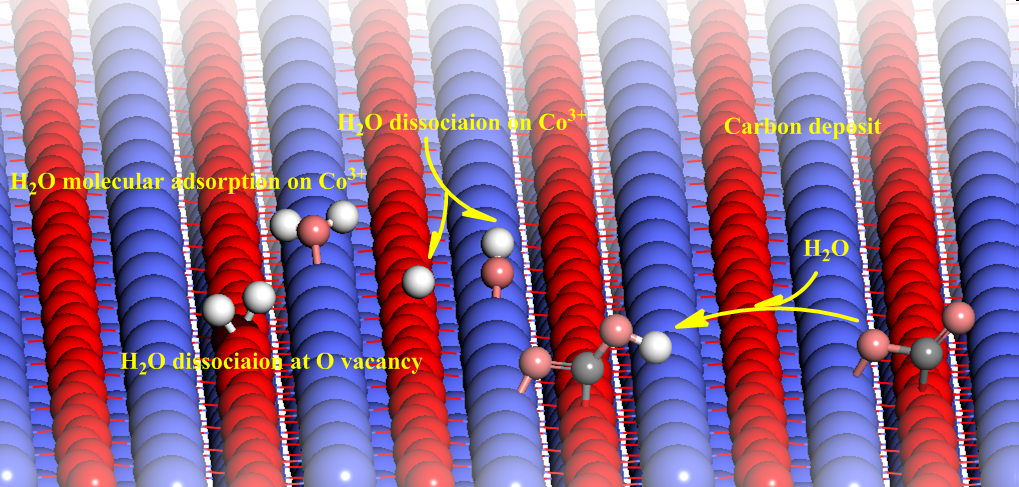 H₂O dissociaion on Co³⁺
Carbon deposit
H₂O molecular adsorption on Co³⁺
H₂O
H₂O dissociaion at O vacancy